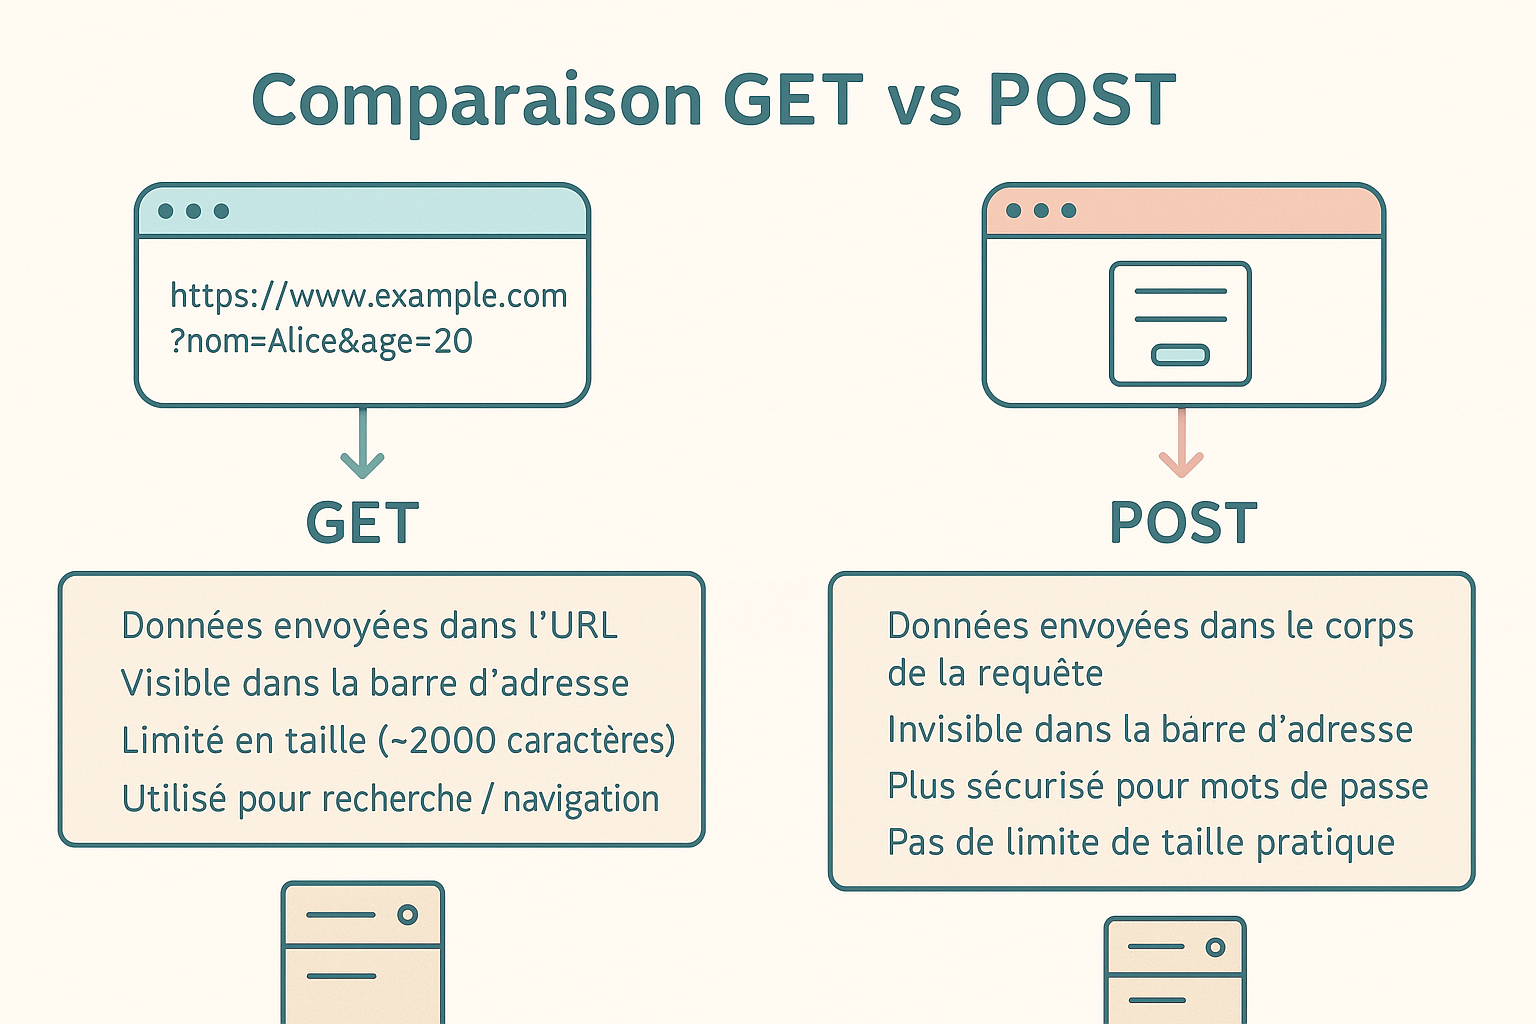 Comparaison GET vs POST
https://www.example.com
?nom=Alice&age=20
GET
Données envoyées dans l’URL
Visible dans la barre d’adresse
Limité en taille (~2000 caractères)
Utilisé pour recherche / navigation
POST
Données envoyées dans le corps
de la requête
Invisible dans la barre d’adresse
Plus sécurisé pour mots de passe
Pas de limite de taille pratique